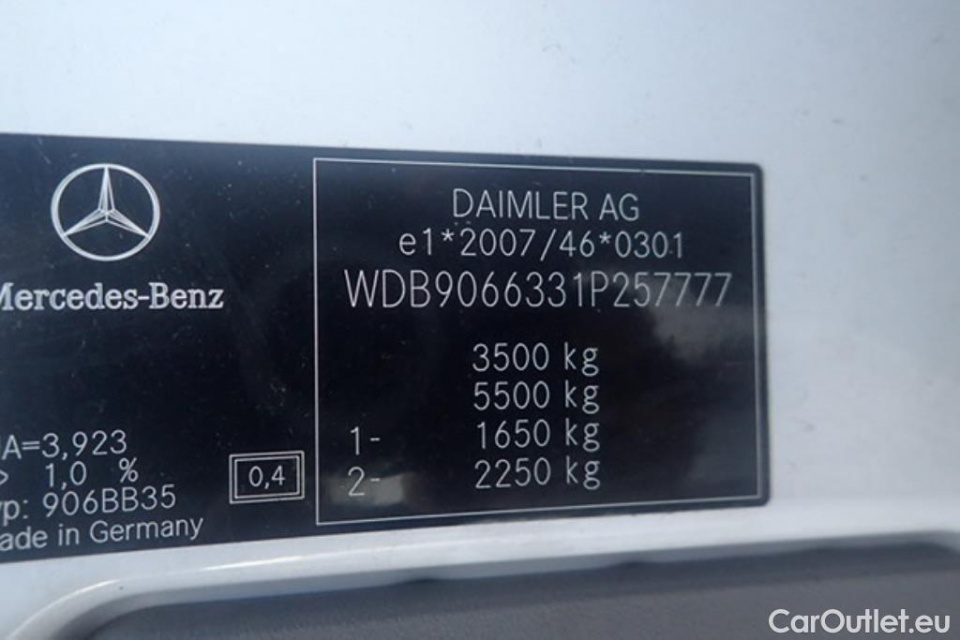 DAIMLER AG
e1*2007/46*0301
WDB9066331P257777
3500 kg
5500 kg
1- 1650 kg
2- 2250 kg
Mercedes-Benz
A=3,923
> 1,0 %
0,4
yp: 906BB35
ade in Germany
CarOutlet.eu